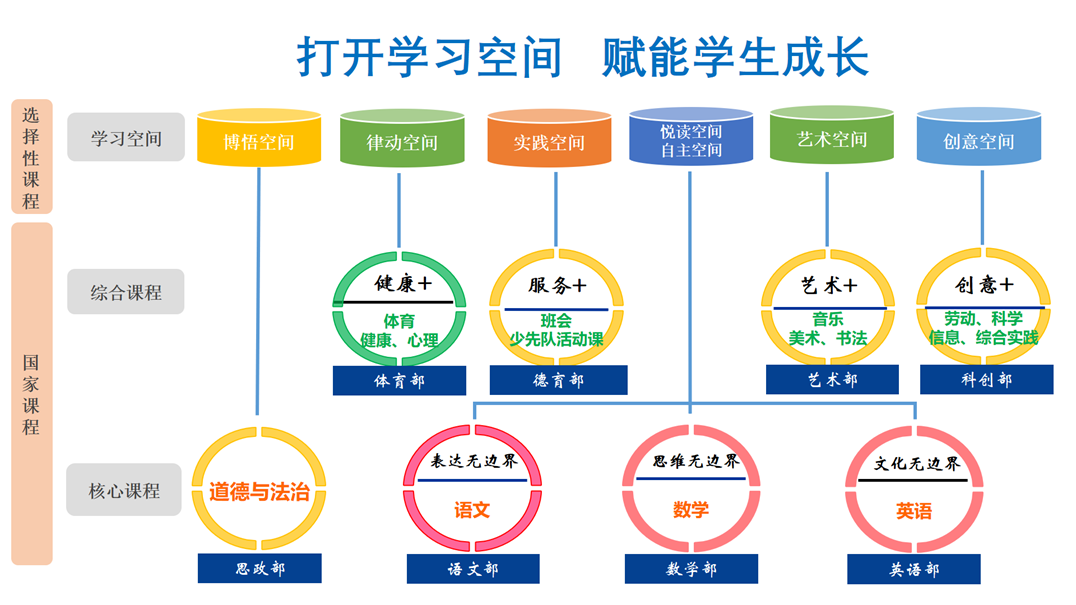 打开学习空间 赋能学生成长
选择性课程
学习空间
博悟空间
律动空间
实践空间
悦读空间
自主空间
艺术空间
创意空间
国家课程
综合课程
健康+
体育
健康、心理
体育部
服务+
班会
少先队活动课
德育部
艺术+
音乐
美术、书法
艺术部
创意+
劳动、科学
信息、综合实践
科创部
核心课程
道德与法治
思政部
表达无边界
语文
语文部
思维无边界
数学
数学部
文化无边界
英语
英语部